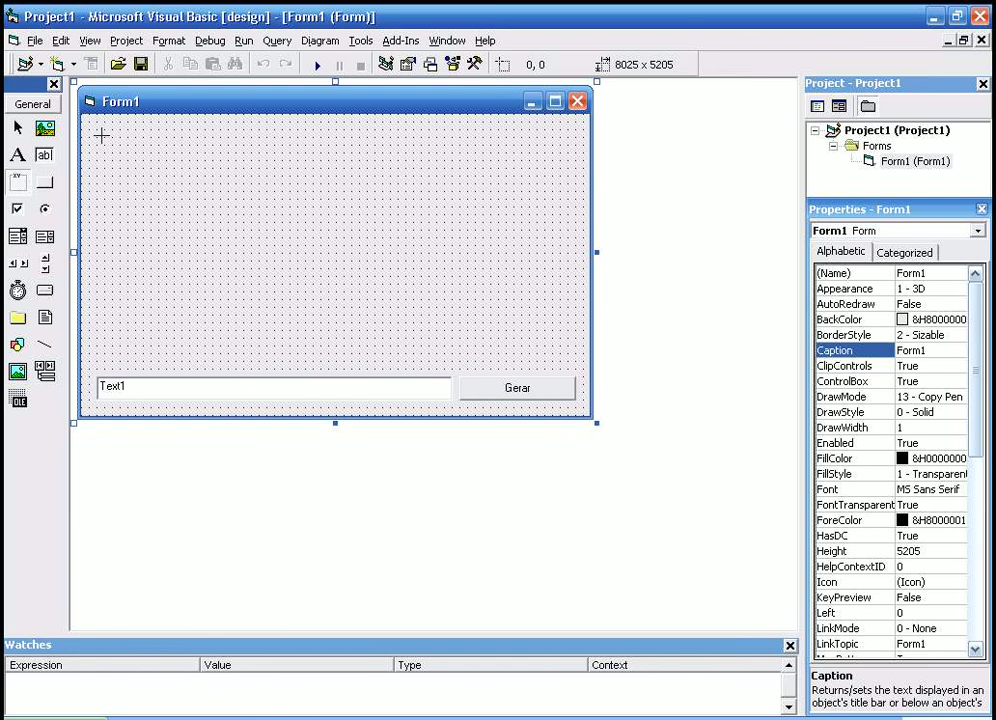 Project1 - Microsoft Visual Basic [design] - [Form1 (Form)]
File Edit View Project Format Debug Run Query Diagram Tools Add-Ins Window Help
0, 0 8025 x 5205
General
Form1
Text1
Gerar
Project - Project1
Project1 (Project1)
Forms
Form1 (Form1)
Properties - Form1
Form1 Form
Alphabetic Categorized
(Name) Form1
Appearance 1 - 3D
AutoRedraw False
BackColor &H8000000
BorderStyle 2 - Sizable
Caption Form1
ClipControls True
ControlBox True
DrawMode 13 - Copy Pen
DrawStyle 0 - Solid
DrawWidth 1
Enabled True
FillColor &H0000000
FillStyle 1 - Transparent
Font MS Sans Serif
FontTransparent True
ForeColor &H8000001
HasDC True
Height 5205
HelpContextID 0
Icon (Icon)
KeyPreview False
Left 0
LinkMode 0 - None
LinkTopic Form1
Caption
Returns/sets the text displayed in an
object's title bar or below an object's
Watches
Expression Value Type Context